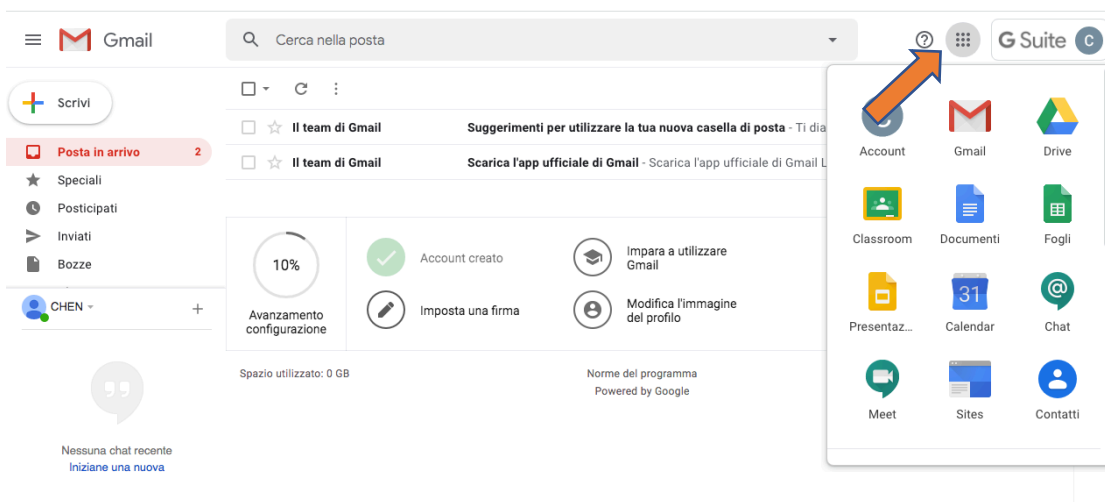 Gmail
Cerca nella posta
G Suite
C
Scrivi
Posta in arrivo 2
Speciali
Posticipati
Inviati
Bozze
CHEN
Nessuna chat recente
Iniziane una nuova
Il team di Gmail Suggerimenti per utilizzare la tua nuova casella di posta - Ti dia
Il team di Gmail Scarica l'app ufficiale di Gmail - Scarica l'app ufficiale di Gmail L
10%
Avanzamento
configurazione
Account creato
Imposta una firma
Impara a utilizzare
Gmail
Modifica l'immagine
del profilo
Spazio utilizzato: 0 GB
Norme del programma
Powered by Google
Account Gmail Drive
Classroom Documenti Fogli
31
Presentaz... Calendar Chat
Meet Sites Contatti